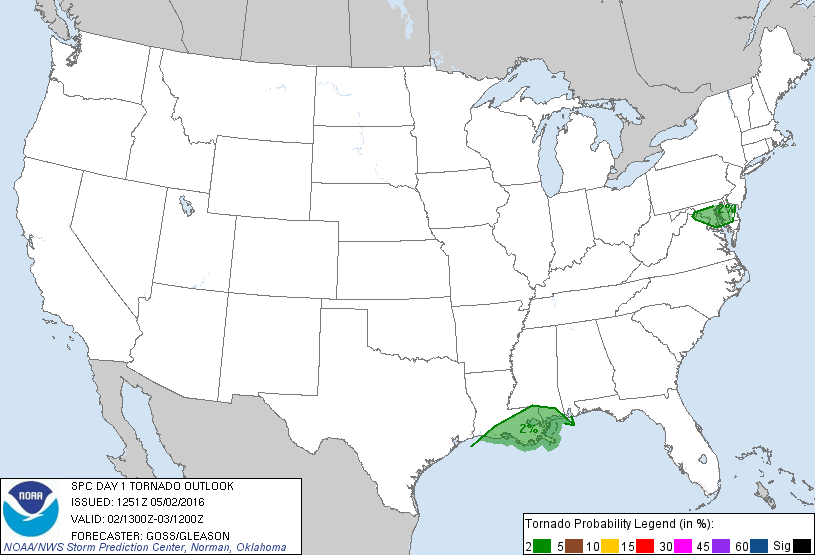 2%
2%
NOAA
SPC DAY 1 TORNADO OUTLOOK
ISSUED: 1251Z 05/02/2016
VALID: 02/1300Z-03/1200Z
FORECASTER: GOSS/GLEASON
NOAA/NWS Storm Prediction Center, Norman, Oklahoma
Tornado Probability Legend (in %):
2 5 10 15 30 45 60 Sig